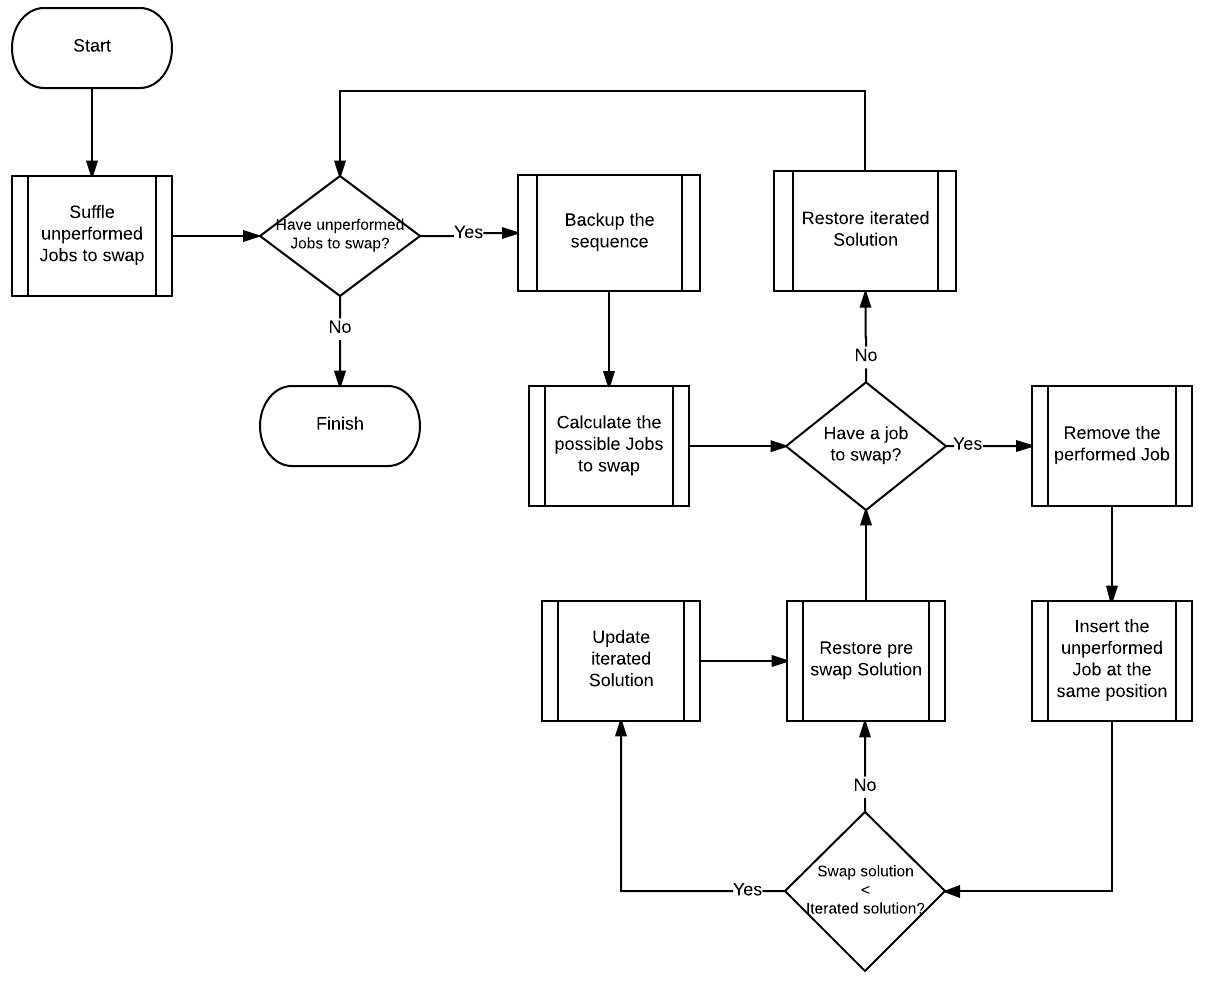 Start
Suffle
unperformed
Jobs to swap
Have unperformed
Jobs to swap?
Yes
Backup the
sequence
Restore iterated
Solution
No
Finish
Calculate the
possible Jobs
to swap
No
Have a job
to swap?
Yes
Remove the
performed Job
Update
iterated
Solution
Restore pre
swap Solution
Insert the
unperformed
Job at the
same position
No
Swap solution
<
Iterated solution?
Yes